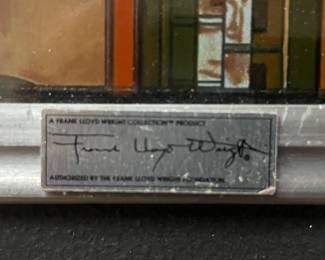 A FRANK LLOYD WRIGHT COLLECTION™ PRODUCT
Frank Lloyd Wright®
AUTHORIZED BY THE FRANK LLOYD WRIGHT FOUNDATION